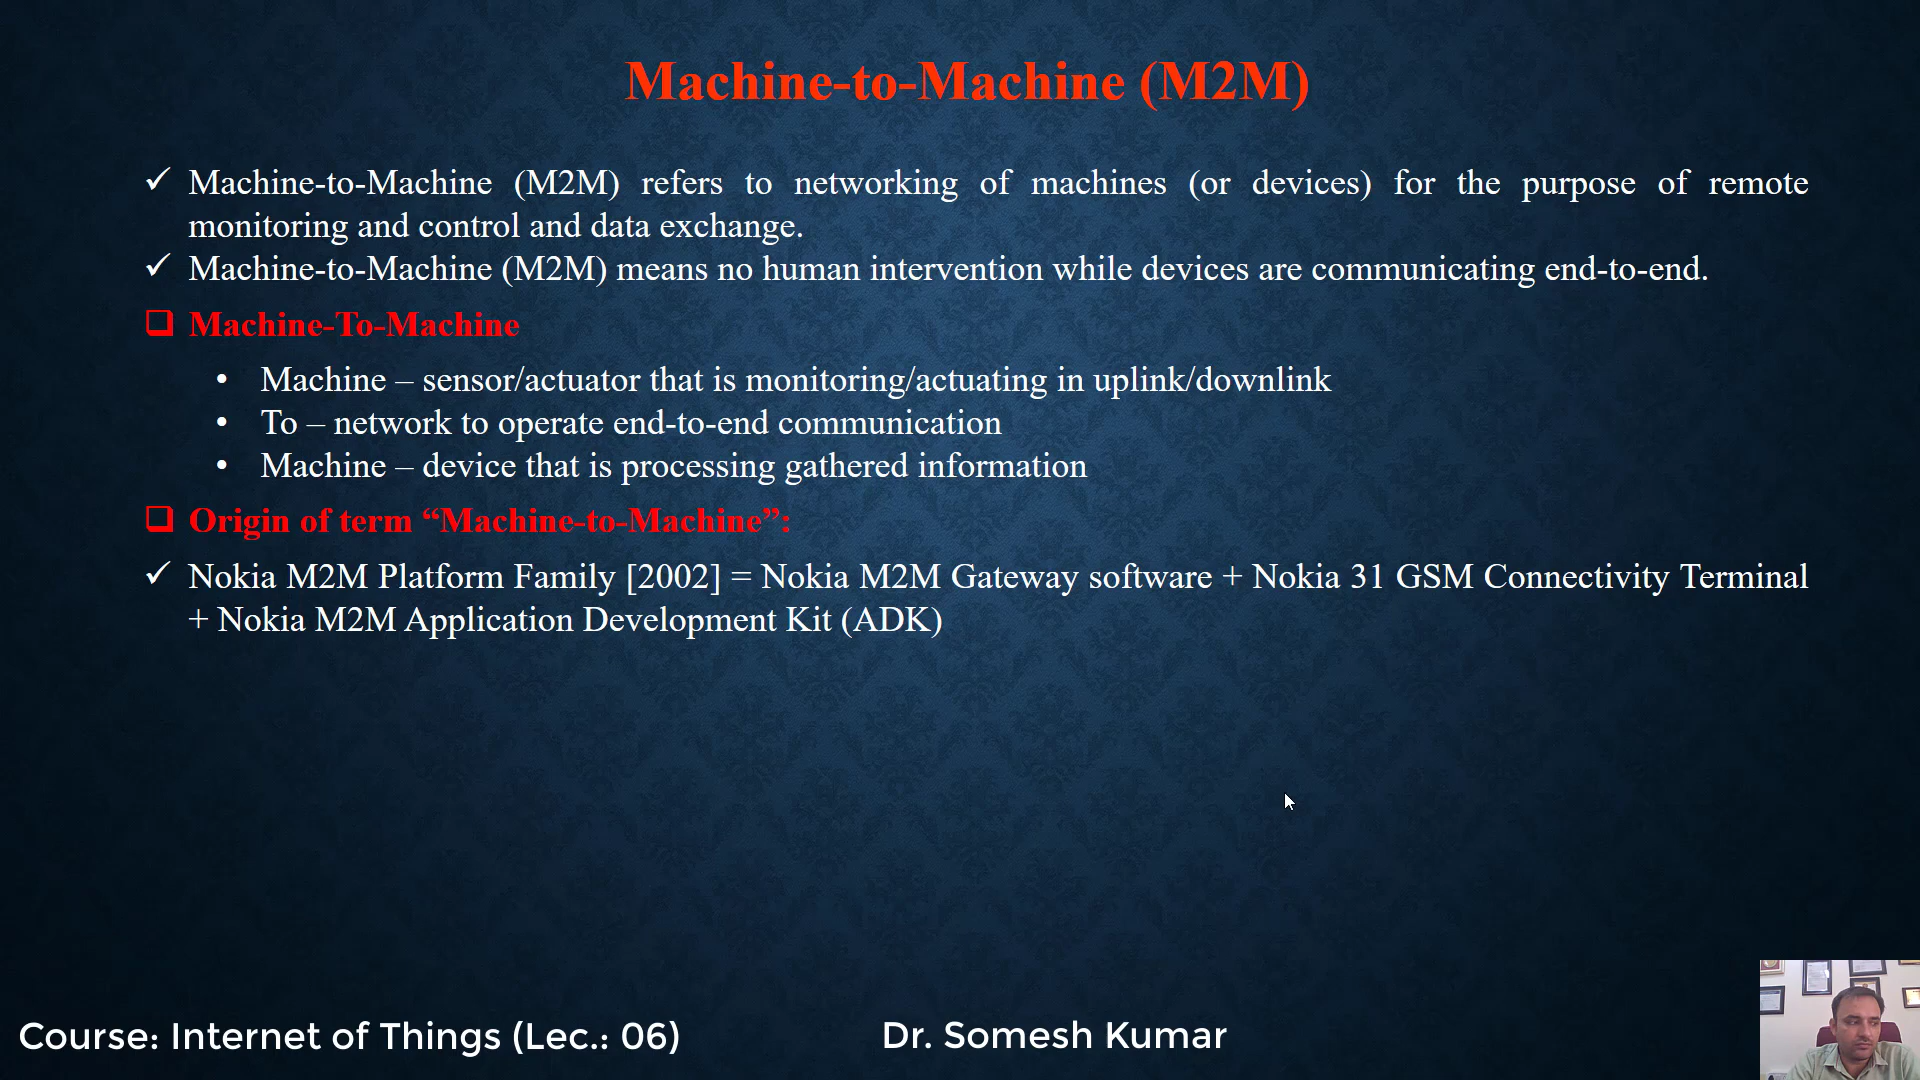 Machine-to-Machine (M2M)
✓ Machine-to-Machine (M2M) refers to networking of machines (or devices) for the purpose of remote
monitoring and control and data exchange.
✓ Machine-to-Machine (M2M) means no human intervention while devices are communicating end-to-end.
❑ Machine-To-Machine
• Machine – sensor/actuator that is monitoring/actuating in uplink/downlink
• To – network to operate end-to-end communication
• Machine – device that is processing gathered information
❑ Origin of term “Machine-to-Machine”:
✓ Nokia M2M Platform Family [2002] = Nokia M2M Gateway software + Nokia 31 GSM Connectivity Terminal
+ Nokia M2M Application Development Kit (ADK)
Course: Internet of Things (Lec.: 06)
Dr. Somesh Kumar